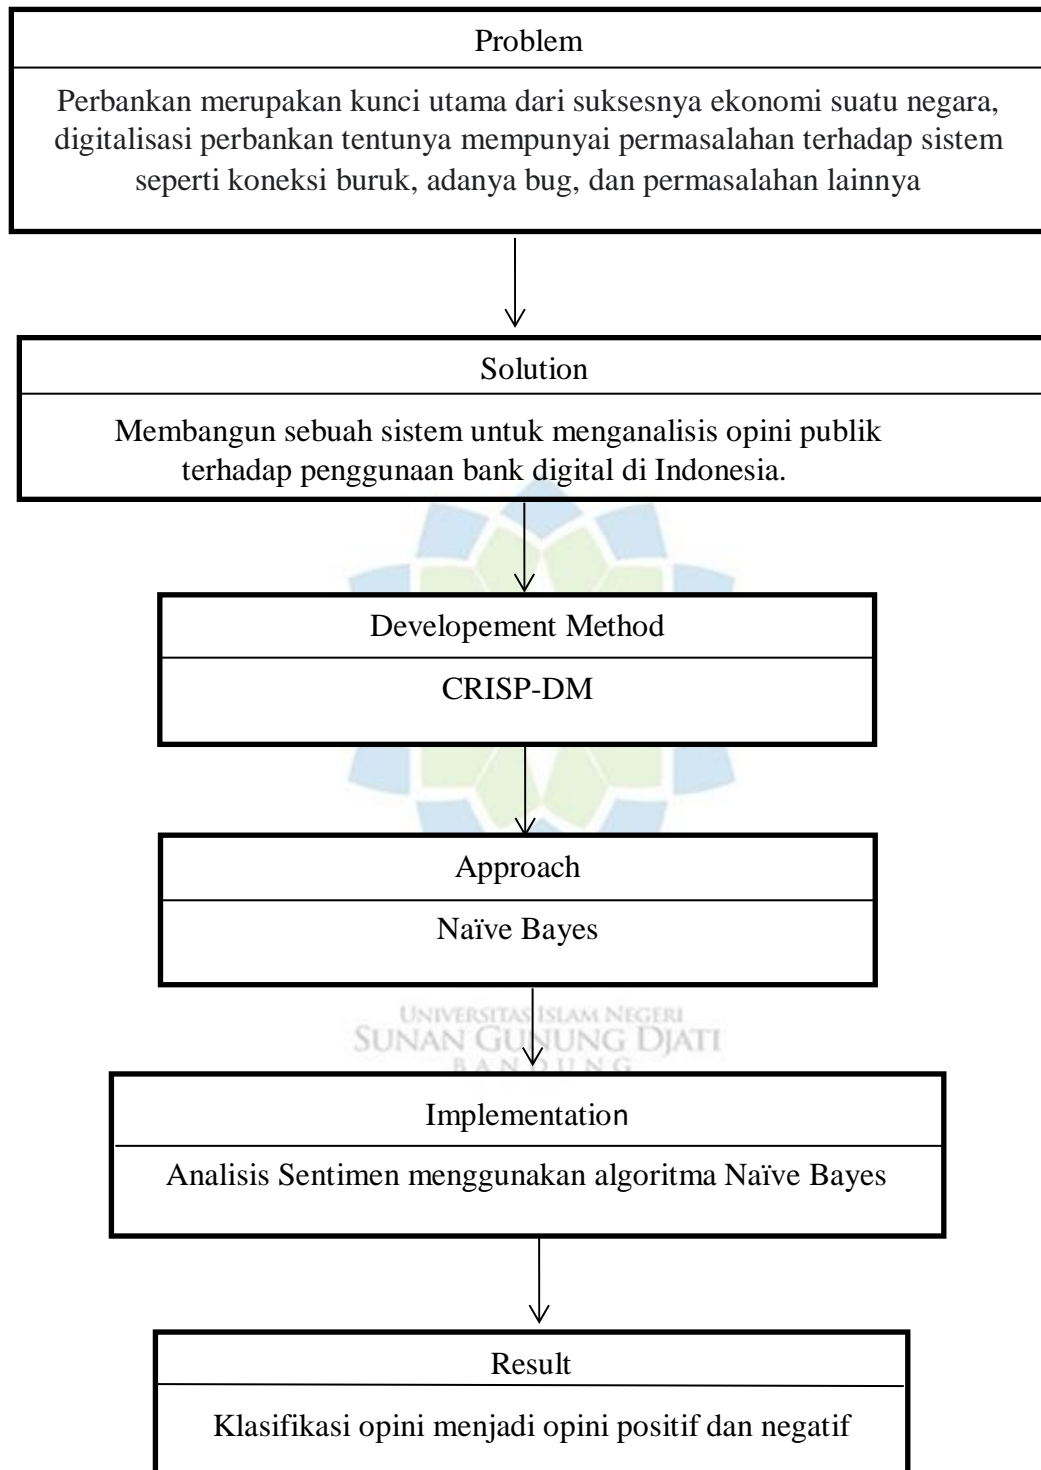 Problem
Perbankan merupakan kunci utama dari suksesnya ekonomi suatu negara,
digitalisasi perbankan tentunya mempunyai permasalahan terhadap sistem
seperti koneksi buruk, adanya bug, dan permasalahan lainnya
Solution
Membangun sebuah sistem untuk menganalisis opini publik
terhadap penggunaan bank digital di Indonesia.
Developement Method
CRISP-DM
Approach
Naïve Bayes
UNIVERSITAS ISLAM NEGERI
SUNAN GUNUNG DJATI
BANDUNG
Implementation
Analisis Sentimen menggunakan algoritma Naïve Bayes
Result
Klasifikasi opini menjadi opini positif dan negatif